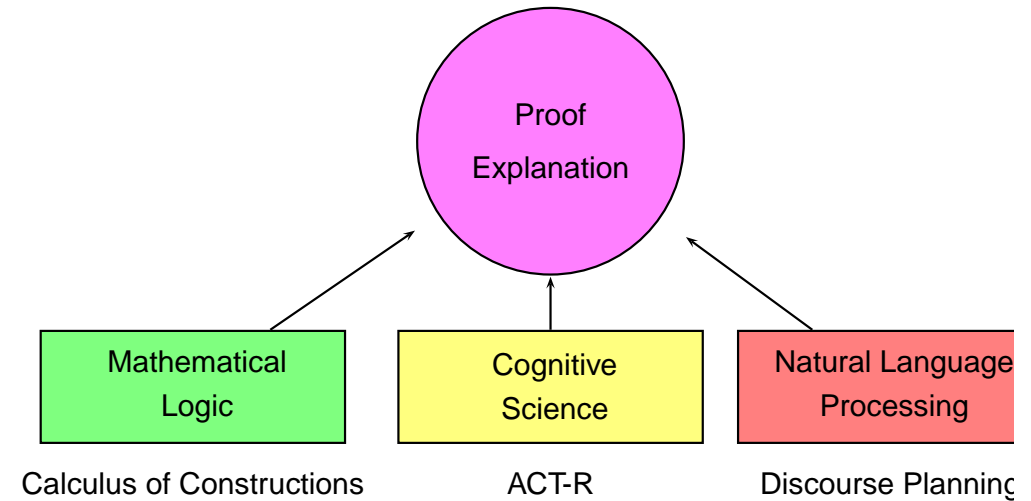 Proof
Explanation
Mathematical
Logic
Cognitive
Science
Natural Language
Processing
Calculus of Constructions
ACT-R
Discourse Planning